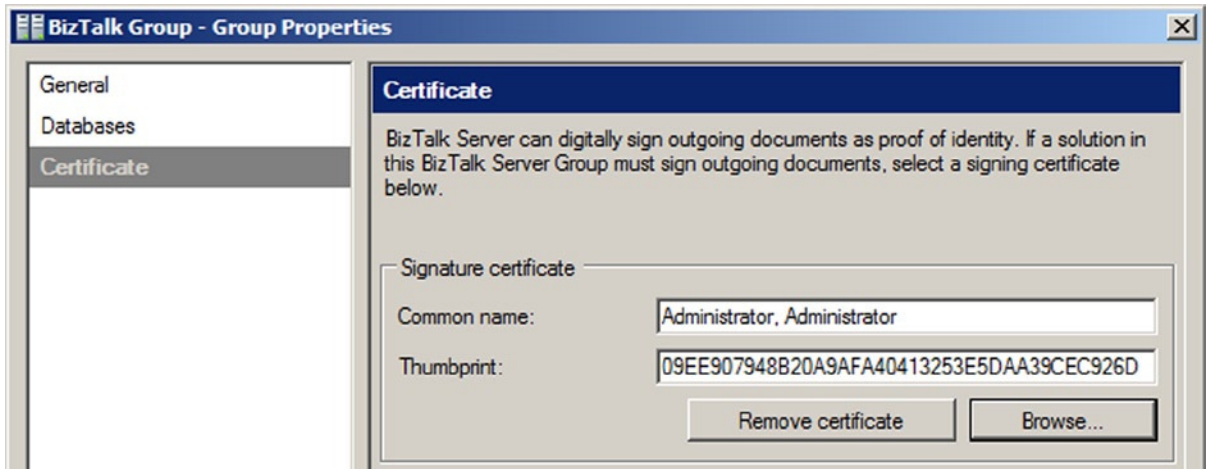 BizTalk Group - Group Properties
General
Databases
Certificate
Certificate
BizTalk Server can digitally sign outgoing documents as proof of identity. If a solution in
this BizTalk Server Group must sign outgoing documents, select a signing certificate
below.
Signature certificate
Common name:
Administrator, Administrator
Thumbprint:
09EE907948B20A9AFA40413253E5DAA39CEC926D
Remove certificate
Browse...